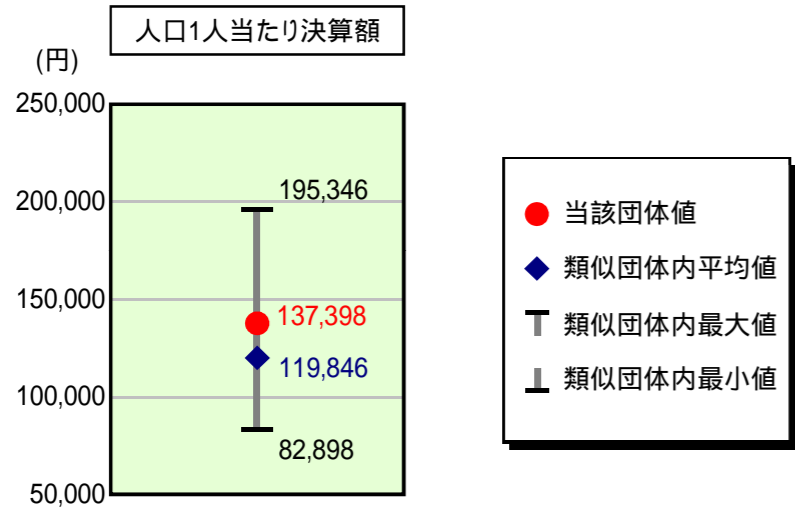 人口1人当たり決算額
(円)
250,000
200,000
150,000
100,000
50,000
195,346
137,398
119,846
82,898
当該団体値
類似団体内平均値
類似団体内最大値
類似団体内最小値